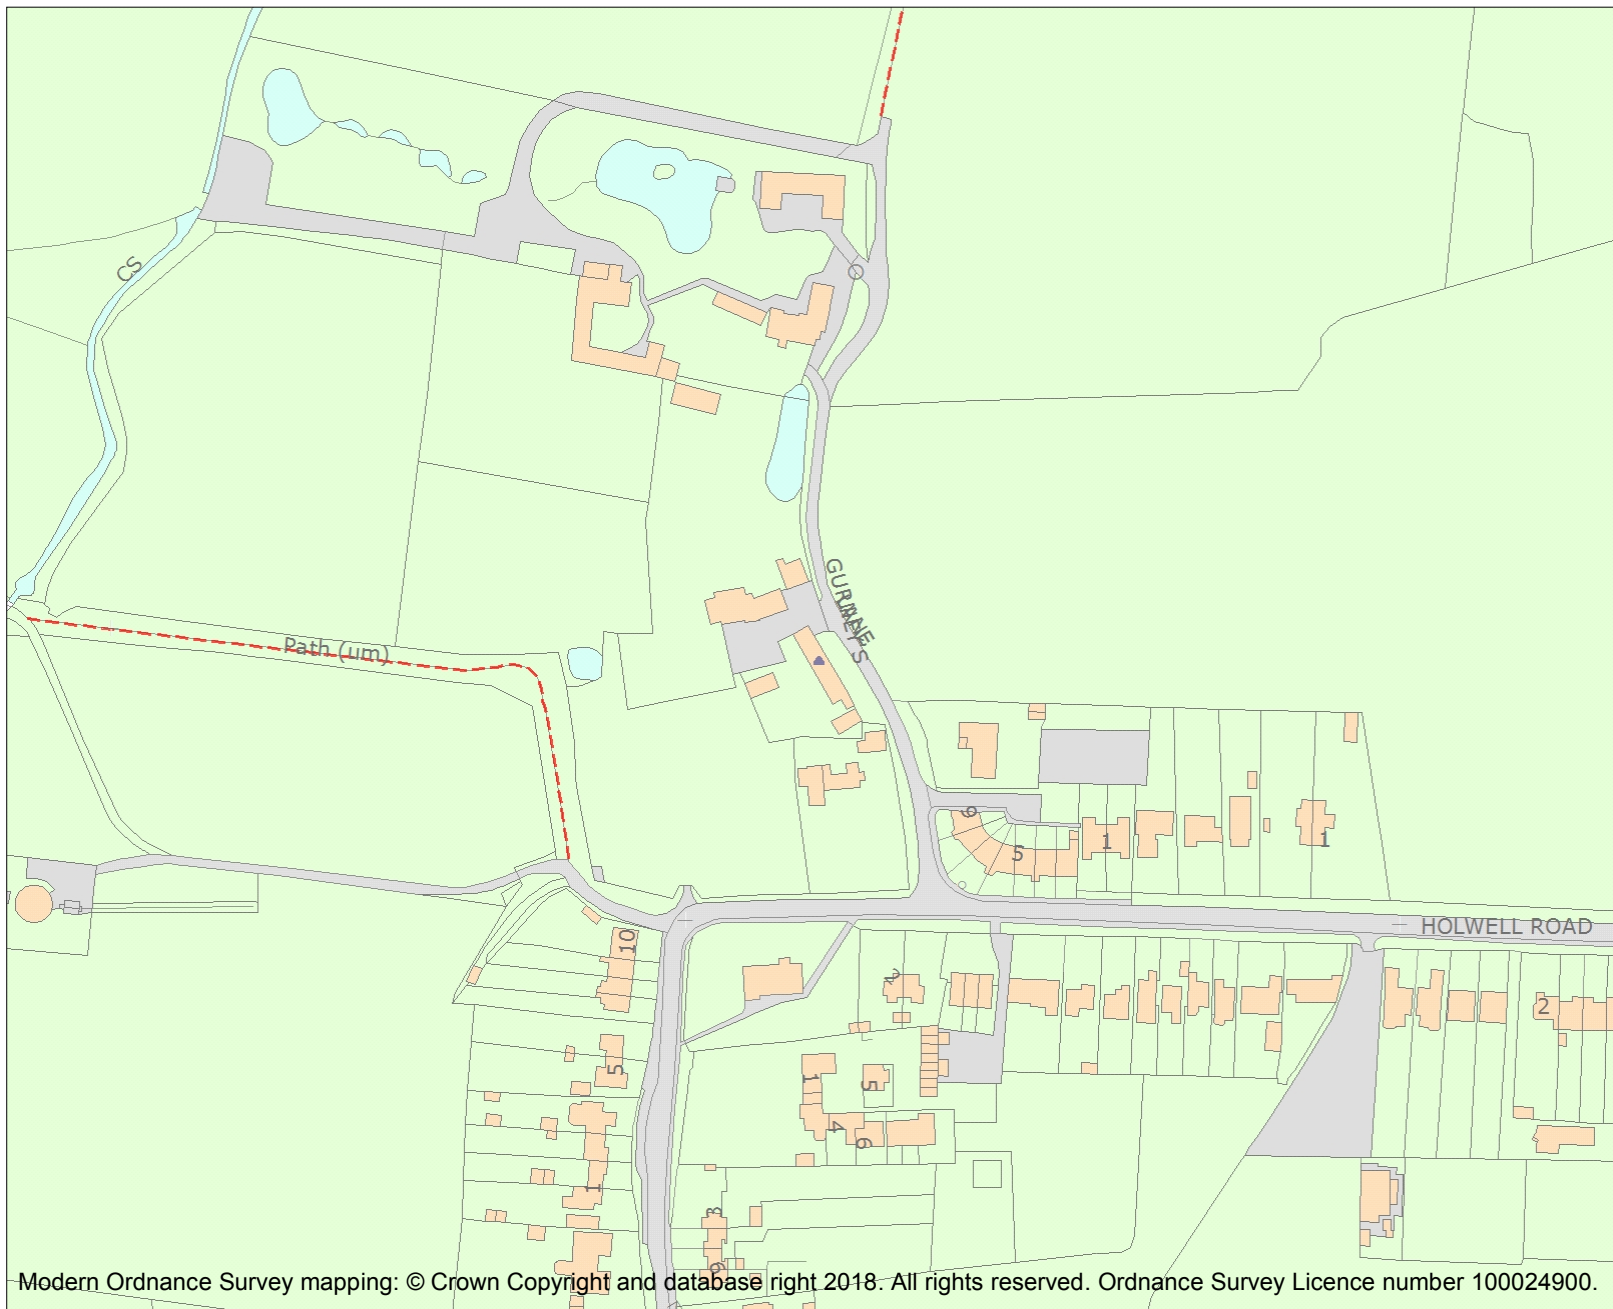 CS
GURNEY'S
LANE
Path (um)
9
5
1
1
HOLWELL ROAD
10
2
2
5
1
5
4
6
1
3
6
Modern Ordnance Survey mapping: © Crown Copyright and database right 2018. All rights reserved. Ordnance Survey Licence number 100024900.